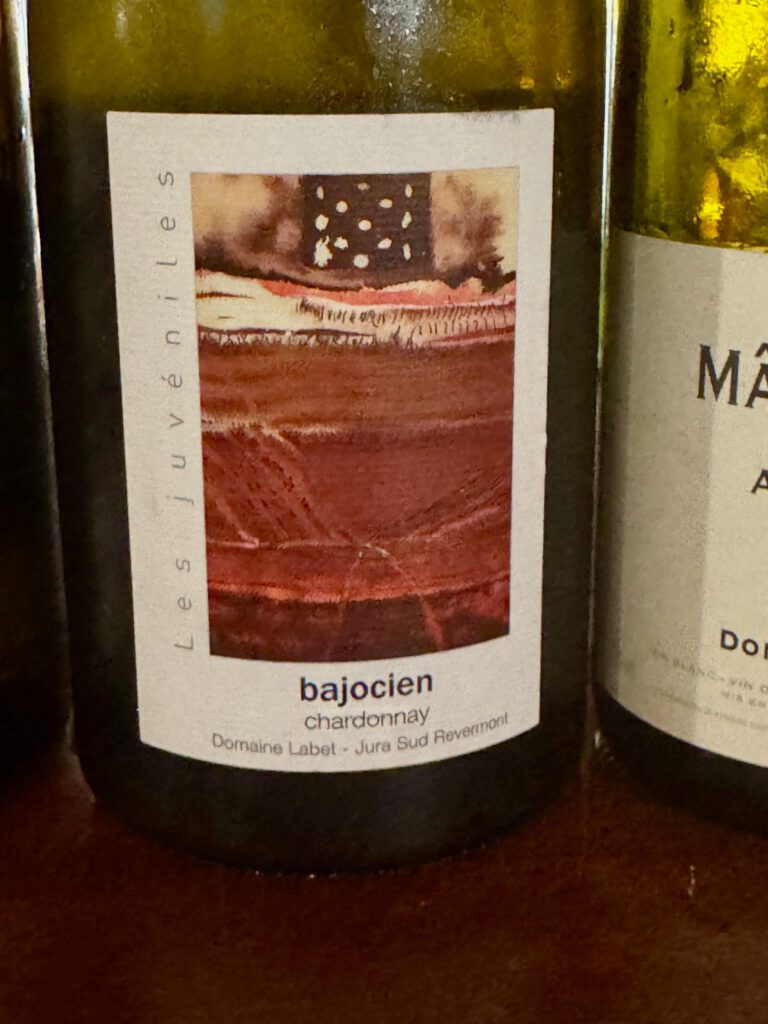 Les juvéniles
bajocien
chardonnay
Domaine Labet - Jura Sud Revermont
MÂ
A
DO